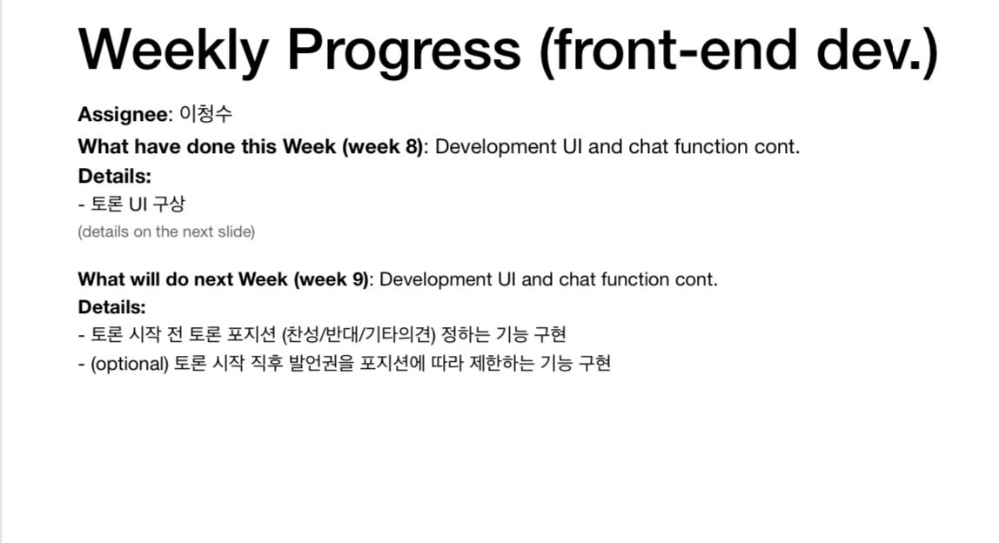 Weekly Progress (front-end dev.)
Assignee: 이청수
What have done this Week (week 8): Development UI and chat function cont.
Details:
- 토론 UI 구상
(details on the next slide)
What will do next Week (week 9): Development UI and chat function cont.
Details:
- 토론 시작 전 토론 포지션 (찬성/반대/기타의견) 정하는 기능 구현
- (optional) 토론 시작 직후 발언권을 포지션에 따라 제한하는 기능 구현